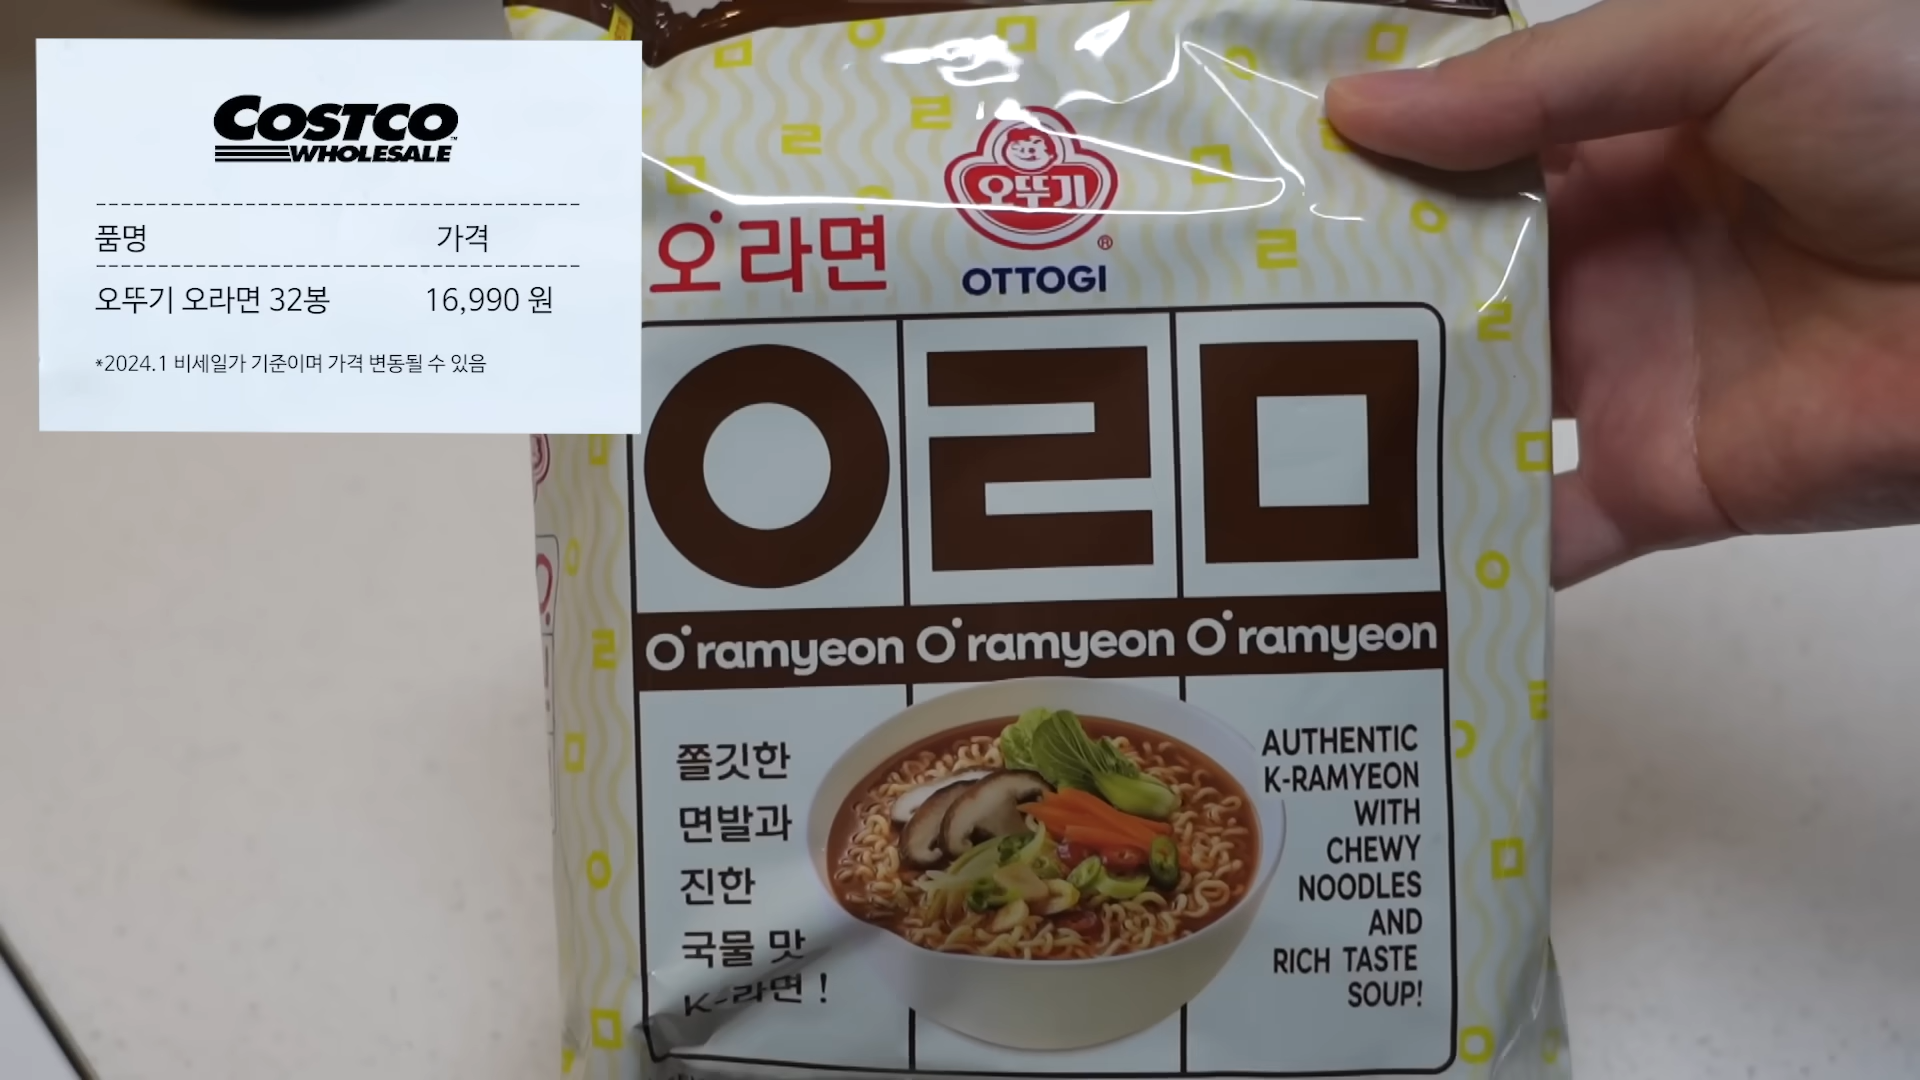 COSTCO
WHOLESALE
품명 가격
오뚜기 오라면 32봉 16,990 원
*2024.1 비세일가 기준이며 가격 변동될 수 있음
오뚜기
®
OTTOGI
오라면
ㅇㄹㅁ
O'ramyeon O'ramyeon O'ramyeon
쫄깃한
면발과
진한
국물 맛
K-라면 !
AUTHENTIC
K-RAMYEON
WITH
CHEWY
NOODLES
AND
RICH TASTE
SOUP!